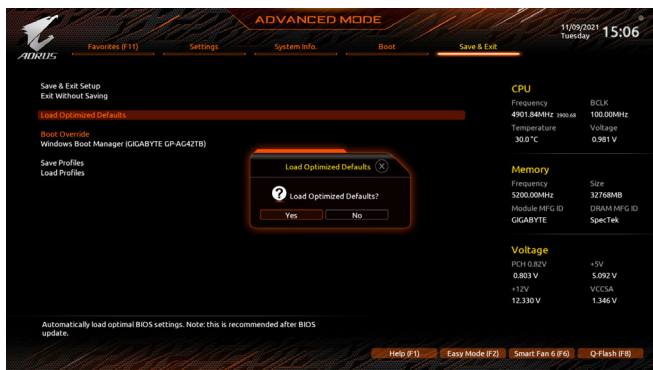 ADVANCED MODE
11/09/2021 Tuesday 15:06
AORUS
Favorites (F11) Settings System Info. Boot Save & Exit
Save & Exit Setup
Exit Without Saving
Load Optimized Defaults
Boot Override
Windows Boot Manager (GIGABYTE GP-AG42TB)
Save Profiles
Load Profiles
Load Optimized Defaults
Load Optimized Defaults?
Yes No
CPU
Frequency BCLK
4901.84MHz 3900.68 100.00MHz
Temperature Voltage
30.0 °C 0.981 V
Memory
Frequency Size
5200.00MHz 32768MB
Module MFG ID DRAM MFG ID
GIGABYTE SpecTek
Voltage
PCH 0.82V +5V
0.803 V 5.092 V
+12V VCCSA
12.330 V 1.346 V
Automatically load optimal BIOS settings. Note: this is recommended after BIOS
update.
Help (F1) Easy Mode (F2) Smart Fan 6 (F6) Q-Flash (F8)